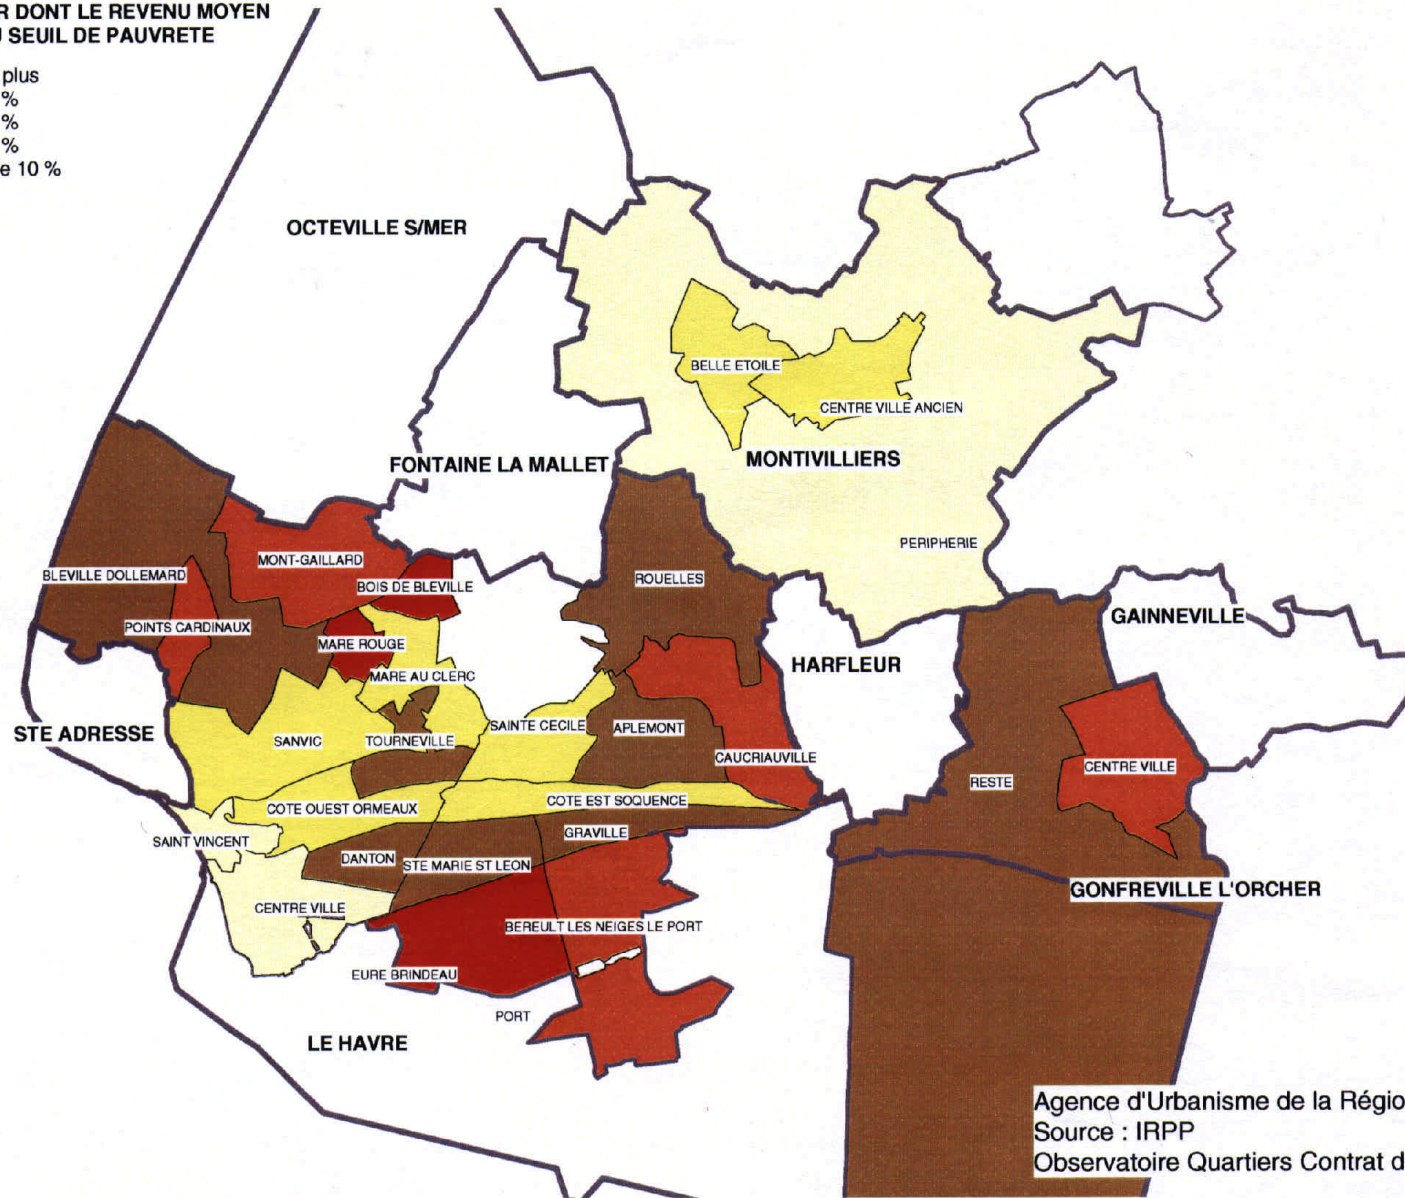 R DONT LE REVENU MOYEN
U SEUIL DE PAUVRETE
plus
%
%
%
e 10 %
OCTEVILLE S/MER
BELLE ETOILE
CENTRE VILLE ANCIEN
FONTAINE LA MALLET
MONTIVILLIERS
PERIPHERIE
MONT-GAILLARD
BLEVILLE DOLLEMARD
BOIS DE BLEVILLE
ROUELLES
GAINNEVILLE
POINTS CARDINAUX
MARE ROUGE
HARFLEUR
MARE AU CLERC
STE ADRESSE
SANVIC
TOURNEVILLE
SAINTE CECILE
APLEMONT
CAUCRIAUVILLE
CENTRE VILLE
RESTE
COTE OUEST ORMEAUX
COTE EST SOQUENCE
SAINT VINCENT
GRAVILLE
DANTON
STE MARIE ST LEON
GONFREVILLE L'ORCHER
CENTRE VILLE
BEREULT LES NEIGES LE PORT
EURE BRINDEAU
PORT
LE HAVRE
Agence d'Urbanisme de la Régio
Source : IRPP
Observatoire Quartiers Contrat d